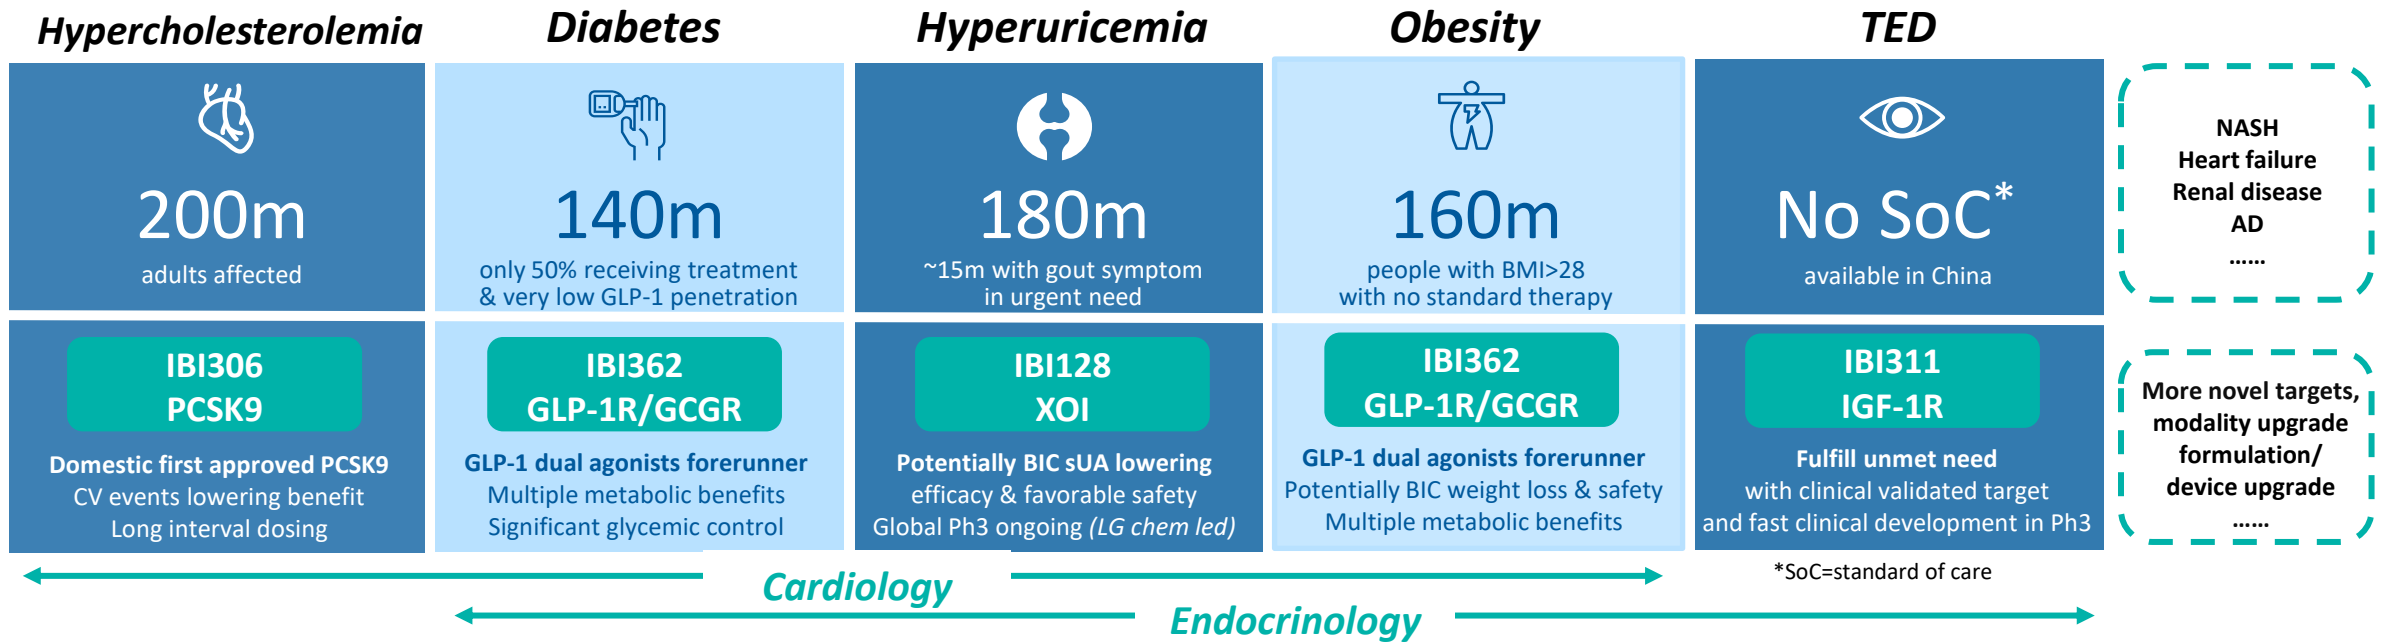 Hypercholesterolemia
200m
adults affected
IBI306
PCSK9
Domestic first approved PCSK9
CV events lowering benefit
Long interval dosing
Diabetes
140m
only 50% receiving treatment
& very low GLP-1 penetration
IBI362
GLP-1R/GCGR
GLP-1 dual agonists forerunner
Multiple metabolic benefits
Significant glycemic control
Hyperuricemia
180m
~15m with gout symptom
in urgent need
IBI128
XOI
Potentially BIC sUA lowering
efficacy & favorable safety
Global Ph3 ongoing (LG chem led)
Obesity
160m
people with BMI>28
with no standard therapy
IBI362
GLP-1R/GCGR
GLP-1 dual agonists forerunner
Potentially BIC weight loss & safety
Multiple metabolic benefits
TED
No SoC*
available in China
IBI311
IGF-1R
Fulfill unmet need
with clinical validated target
and fast clinical development in Ph3
NASH
Heart failure
Renal disease
AD
......
More novel targets,
modality upgrade
formulation/
device upgrade
......
*SoC=standard of care
Cardiology
Endocrinology